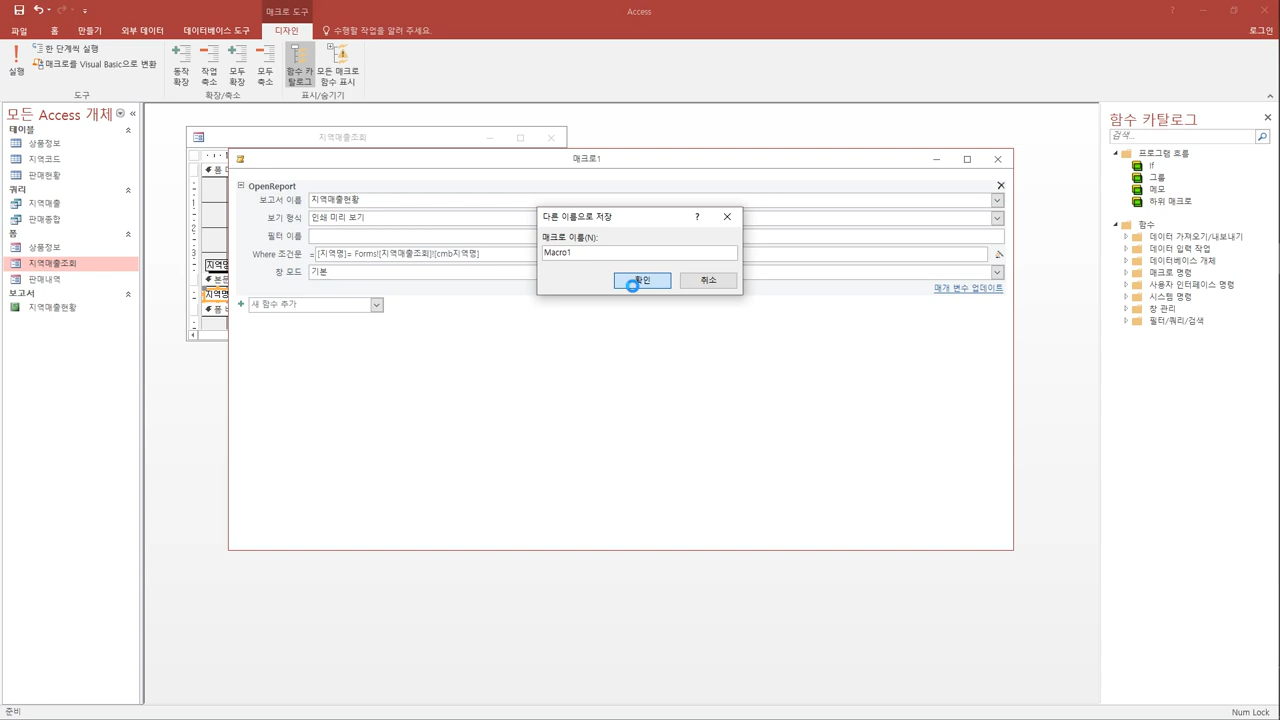 매크로 도구
Access
파일 홈 만들기 외부 데이터 데이터베이스 도구 디자인 수행할 작업을 알려 주세요. 로그인
실행
한 단계씩 실행
매크로를 Visual Basic으로 변환
도구
동작 확장
작업 축소
모두 확장
모두 축소
확장/축소
함수 카탈로그
모든 매크로 함수 표시
표시/숨기기
모든 Access 개체
테이블
상품정보
지역코드
판매현황
쿼리
지역매출
판매종합
폼
상품정보
지역매출조회
판매내역
보고서
지역매출현황
지역매출조회
매크로1
OpenReport
보고서 이름 지역매출현황
보기 형식 인쇄 미리 보기
필터 이름
Where 조건문 = [지역명]= Forms![지역매출조회]![cmb지역명]
창 모드 기본
매개 변수 업데이트
새 함수 추가
다른 이름으로 저장
매크로 이름(N):
Macro1
확인 취소
함수 카탈로그
검색...
프로그램 흐름
If
그룹
메모
하위 매크로
함수
데이터 가져오기/내보내기
데이터 입력 작업
데이터베이스 개체
매크로 명령
사용자 인터페이스 명령
시스템 명령
창 관리
필터/쿼리/검색
준비
Num Lock